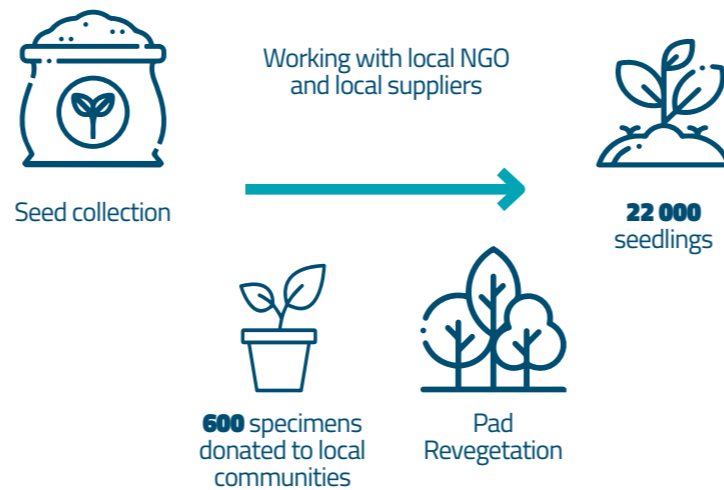 Working with local NGO
and local suppliers
Seed collection
22 000
seedlings
600 specimens
donated to local
communities
Pad
Revegetation